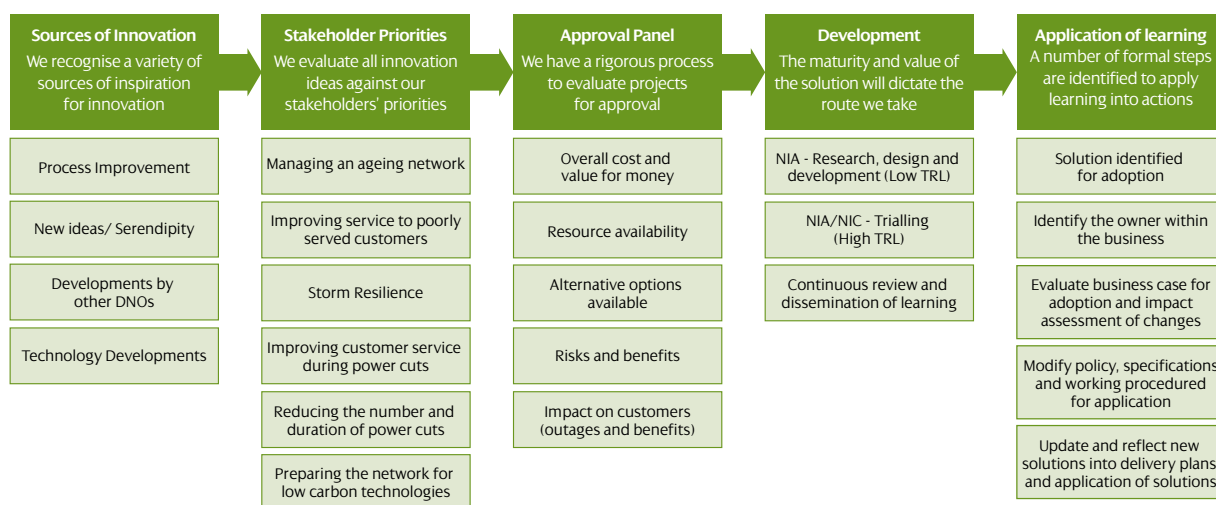 Sources of Innovation
We recognise a variety of
sources of inspiration
for innovation
Process Improvement
New ideas/ Serendipity
Developments by
other DNOs
Technology Developments
Stakeholder Priorities
We evaluate all innovation
ideas against our
stakeholders’ priorities
Managing an ageing network
Improving service to poorly
served customers
Storm Resilience
Improving customer service
during power cuts
Reducing the number and
duration of power cuts
Preparing the network for
low carbon technologies
Approval Panel
We have a rigorous process
to evaluate projects
for approval
Overall cost and
value for money
Resource availability
Alternative options
available
Risks and benefits
Impact on customers
(outages and benefits)
Development
The maturity and value of
the solution will dictate the
route we take
NIA - Research, design and
development (Low TRL)
NIA/NIC - Trialling
(High TRL)
Continuous review and
dissemination of learning
Application of learning
A number of formal steps
are identified to apply
learning into actions
Solution identified
for adoption
Identify the owner within
the business
Evaluate business case for
adoption and impact
assessment of changes
Modify policy, specifications
and working procedured
for application
Update and reflect new
solutions into delivery plans
and application of solutions